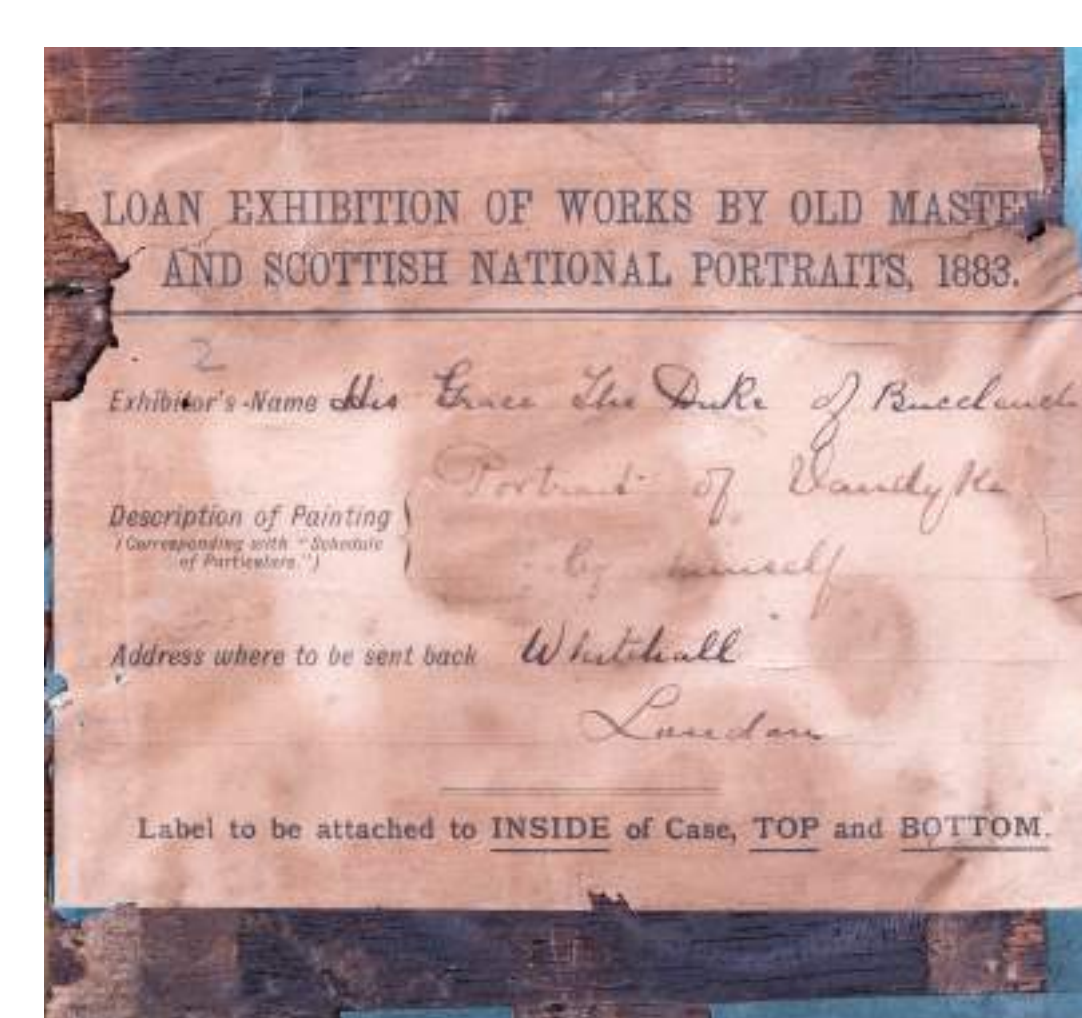 LOAN EXHIBITION OF WORKS BY OLD MASTE
AND SCOTTISH NATIONAL PORTRAITS, 1883.
2
Exhibitor's Name His Grace The Duke of Buccleuch
Portrait of Vandyke
Description of Painting
(Corresponding with "Schedule
of Particulars.")
by himself
Address where to be sent back Whitehall
London
Label to be attached to INSIDE of Case, TOP and BOTTOM.